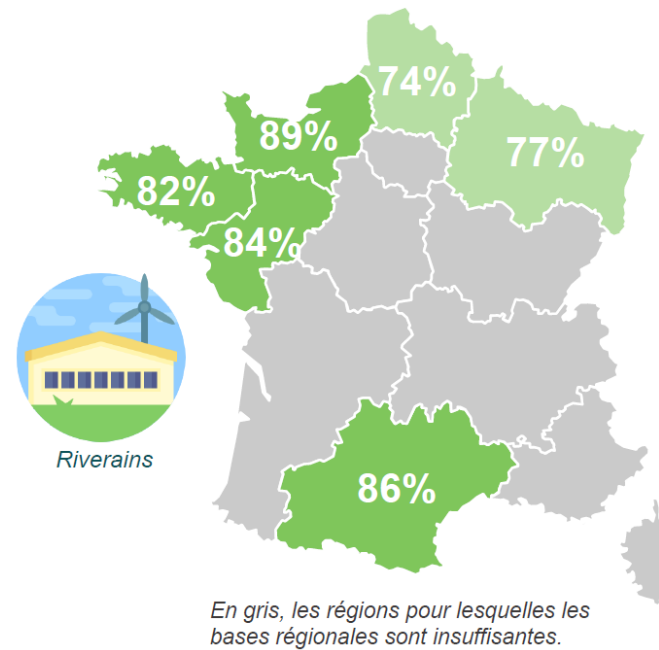 74%
89%
77%
82%
84%
Riverains
86%
En gris, les régions pour lesquelles les
bases régionales sont insuffisantes.